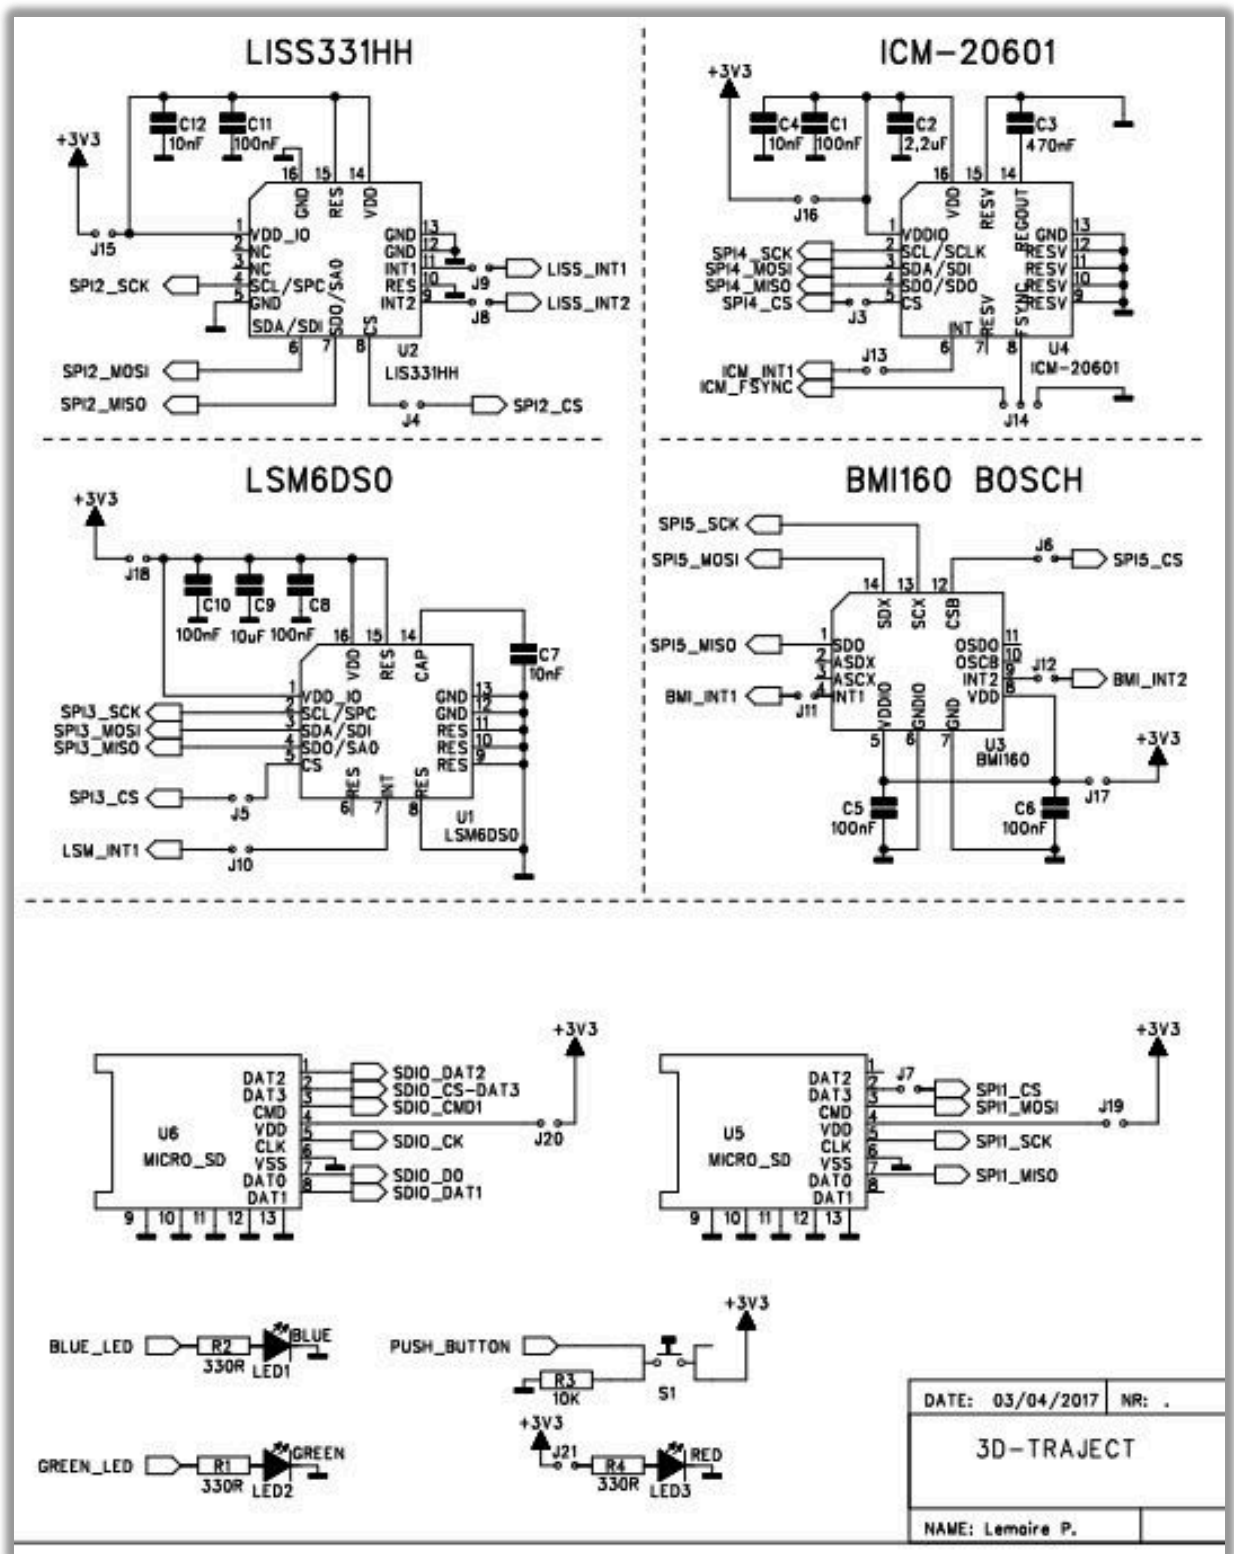 LISS331HH
+3V3
C12
10nF
C11
100nF
16
15
14
GND
RES
VDD
1
VDD_IO
2
NC
3
NC
4
SCL/SPC
5
GND
J15
SPI2_SCK
SDA/SDI
SDO/SA0
CS
6
7
8
GND
13
GND
12
INT1
11
RES
10
INT2
9
J9
LISS_INT1
J8
LISS_INT2
U2
LIS331HH
SPI2_MOSI
SPI2_MISO
J4
SPI2_CS
ICM-20601
+3V3
C4
10nF
C1
100nF
C2
2,2uF
C3
470nF
16
15
14
VDD
RESV
REGOUT
J16
1
VDDIO
2
SCL/SCLK
3
SDA/SDI
4
SDO/SDO
5
CS
SPI4_SCK
SPI4_MOSI
SPI4_MISO
SPI4_CS
J3
GND
13
RESV
12
RESV
11
RESV
10
RESV
9
INT
RESV
FSYNC
6
7
8
U4
ICM-20601
ICM_INT1
J13
ICM_FSYNC
J14
LSM6DS0
+3V3
J18
C10
100nF
C9
10uF
C8
100nF
16
15
14
VDD
RES
CAP
C7
10nF
1
VDD_IO
2
SCL/SPC
3
SDA/SDI
4
SDO/SA0
5
CS
SPI3_SCK
SPI3_MOSI
SPI3_MISO
SPI3_CS
J5
GND
13
GND
12
RES
11
RES
10
RES
9
RES
INT
RES
6
7
8
U1
LSM6DS0
LSM_INT1
J10
BMI160 BOSCH
SPI5_SCK
SPI5_MOSI
J6
SPI5_CS
14
13
12
SDX
SCX
CSB
SPI5_MISO
1
SDO
2
ASDX
3
ASCX
4
INT1
BMI_INT1
J11
OSDO
11
OSCB
10
INT2
9
VDD
8
J12
BMI_INT2
VDDIO
GNDIO
GND
5
6
7
U3
BMI160
+3V3
J17
C5
100nF
C6
100nF
+3V3
DAT2
1
SDIO_DAT2
DAT3
2
SDIO_CS-DAT3
CMD
3
SDIO_CMD1
VDD
4
J20
CLK
5
SDIO_CK
VSS
6
DAT0
7
SDIO_D0
DAT1
8
SDIO_DAT1
U6
MICRO_SD
9
10
11
12
13
+3V3
DAT2
1
DAT3
2
J7
SPI1_CS
CMD
3
SPI1_MOSI
VDD
4
J19
CLK
5
SPI1_SCK
VSS
6
DAT0
7
SPI1_MISO
DAT1
8
U5
MICRO_SD
9
10
11
12
13
BLUE_LED
R2
330R
LED1
BLUE
PUSH_BUTTON
R3
10K
S1
+3V3
GREEN_LED
R1
330R
LED2
GREEN
+3V3
J21
R4
330R
LED3
RED
DATE: 03/04/2017
NR: .
3D-TRAJECT
NAME: Lemaire P.